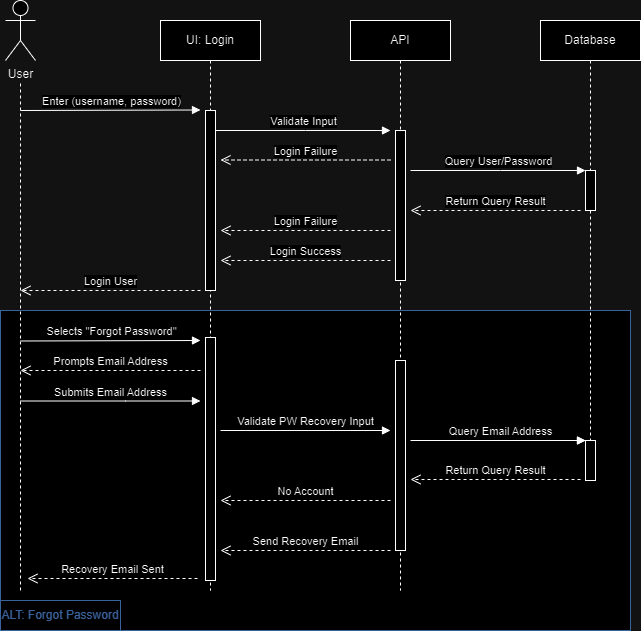 UI: Login
API
Database
User
Enter (username, password)
Validate Input
Login Failure
Query User/Password
Return Query Result
Login Failure
Login Success
Login User
Selects "Forgot Password"
Prompts Email Address
Submits Email Address
Validate PW Recovery Input
Query Email Address
Return Query Result
No Account
Send Recovery Email
Recovery Email Sent
ALT: Forgot Password